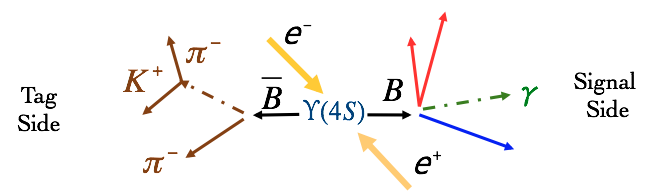 e⁻
π⁻
K⁺
Tag
Side
B̅
ϒ(4S)
B
γ
Signal
Side
π⁻
e⁺